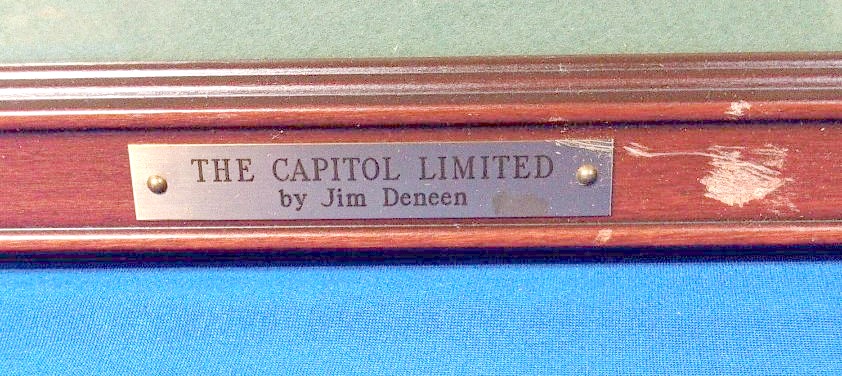 THE CAPITOL LIMITED
by Jim Deneen